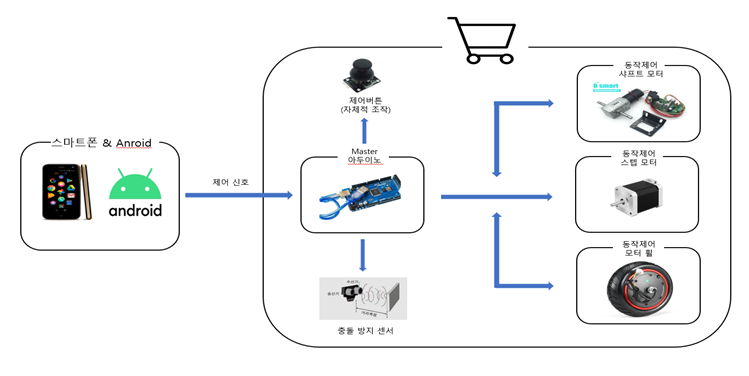 스마트폰 & Anroid
android
제어 신호
제어버튼
(자체적 조작)
Master
아두이노
중돌 방지 센서
동작제어
샤프트 모터
동작제어
스텝 모터
동작제어
모터 휠